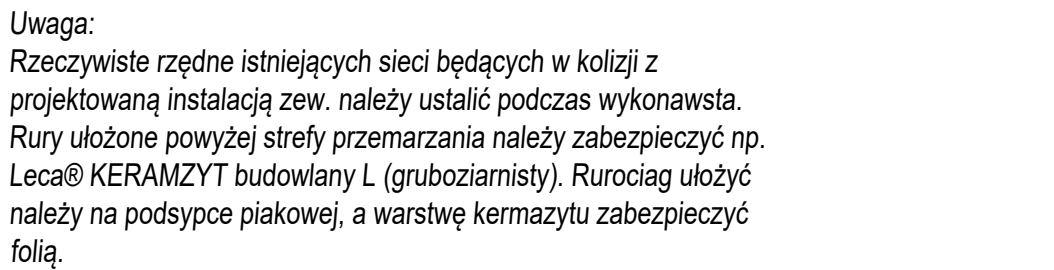 Uwaga:
Rzeczywiste rzędne istniejących sieci będących w kolizji z
projektowaną instalacją zew. należy ustalić podczas wykonawsta.
Rury ułożone powyżej strefy przemarzania należy zabezpieczyć np.
Leca® KERAMZYT budowlany L (gruboziarnisty). Rurociag ułożyć
należy na podsypce piakowej, a warstwę kermazytu zabezpieczyć
folią.